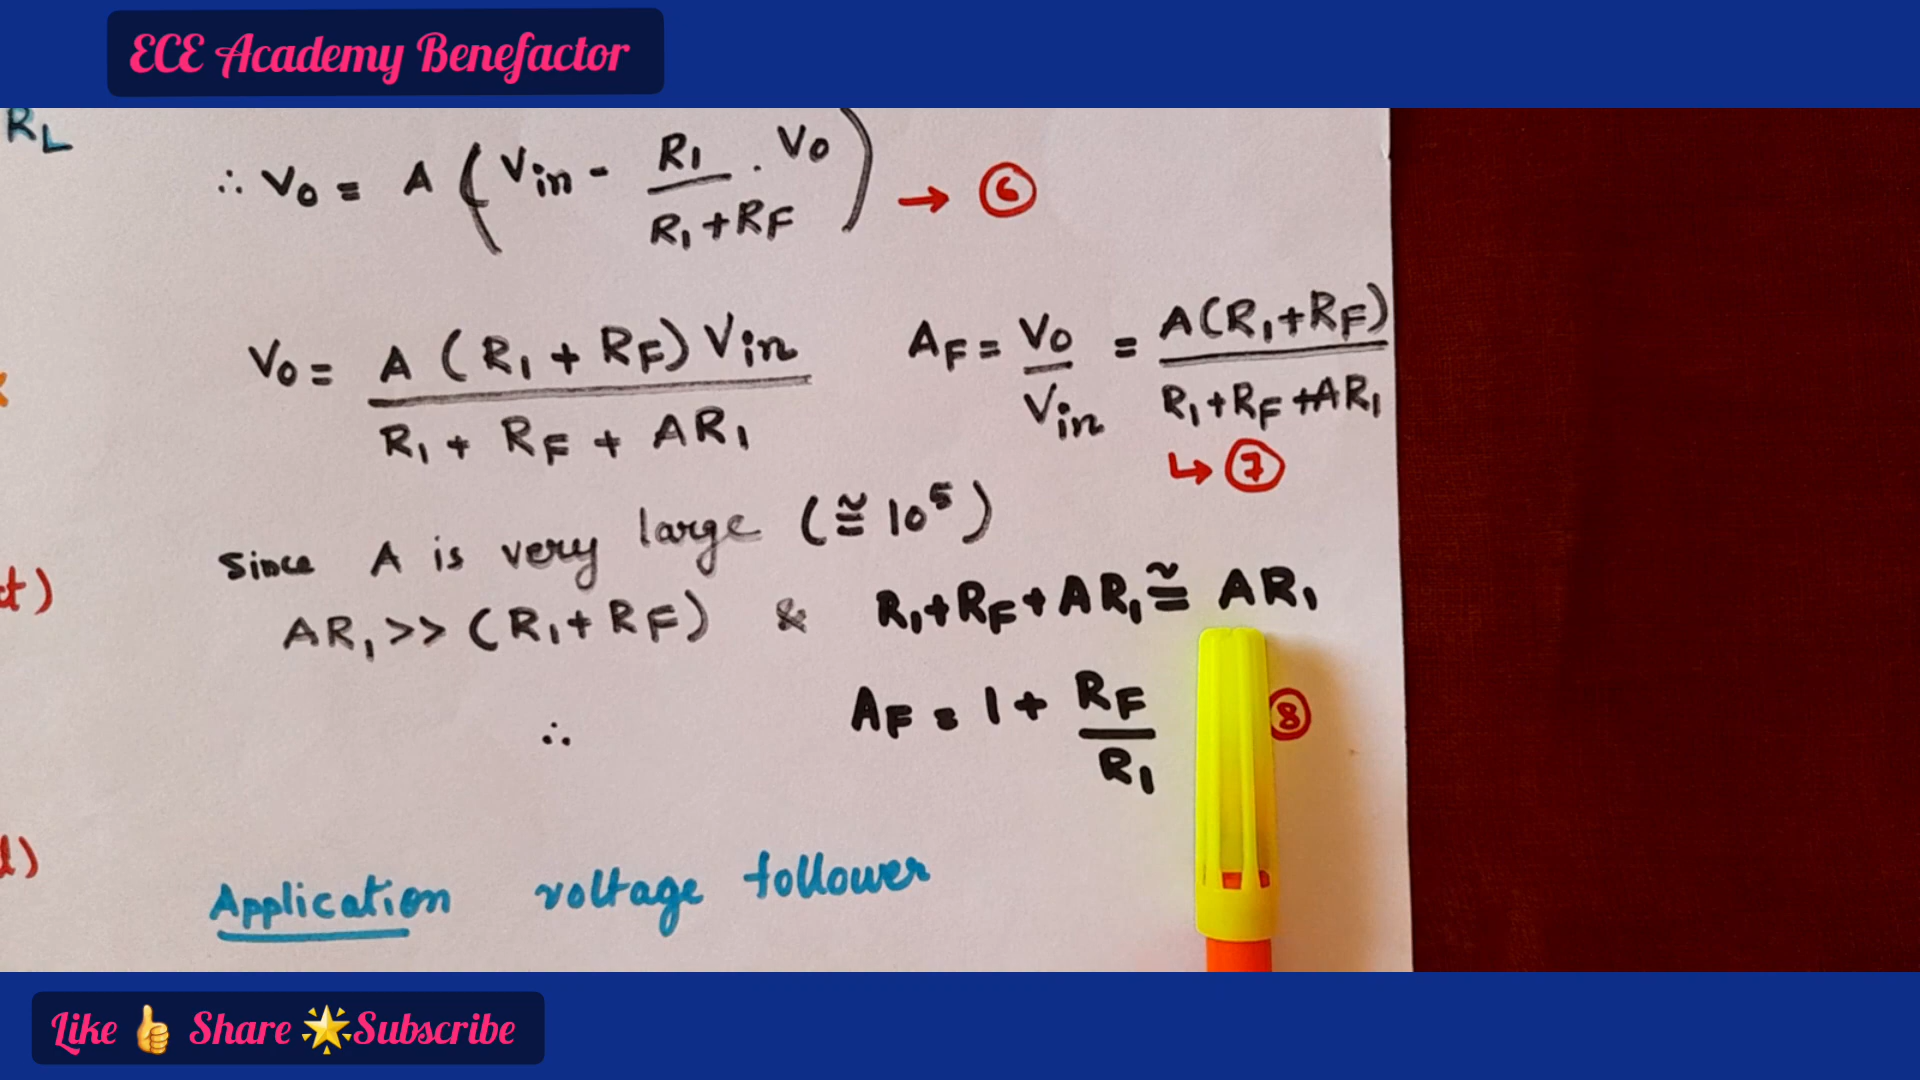 ECE Academy Benefactor
RL
∴ Vo = A (Vin - R1/(R1+RF) . Vo) → 6
Vo = A (R1 + RF) Vin / (R1 + RF + AR1)
AF = Vo/Vin = A(R1+RF) / (R1+RF+AR1)
↳ 7
Since A is very large (≅ 10^5)
AR1 >> (R1+RF) & R1+RF+AR1 ≅ AR1
∴ AF = 1 + RF/R1
8
Application voltage follower
Like 👍 Share 🌟Subscribe